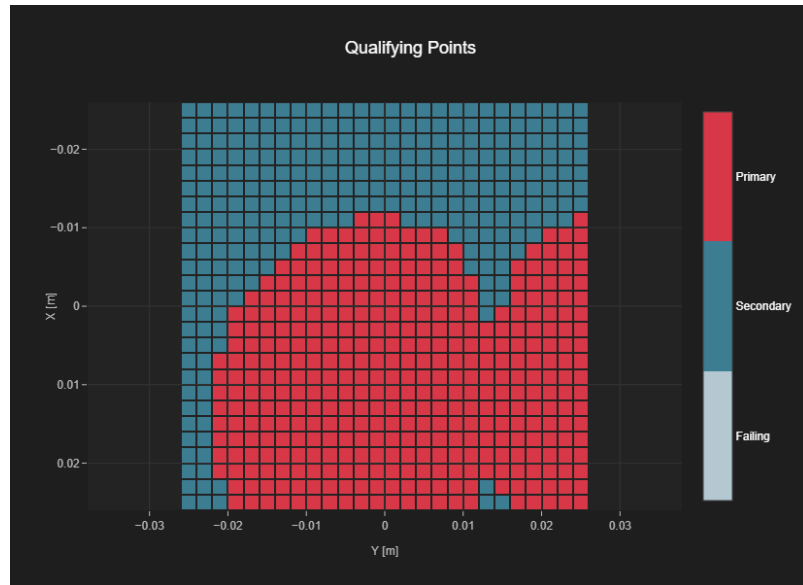 Qualifying Points
−0.02
−0.01
0
0.01
0.02
X [m]
−0.03
−0.02
−0.01
0
0.01
0.02
0.03
Y [m]
Primary
Secondary
Failing